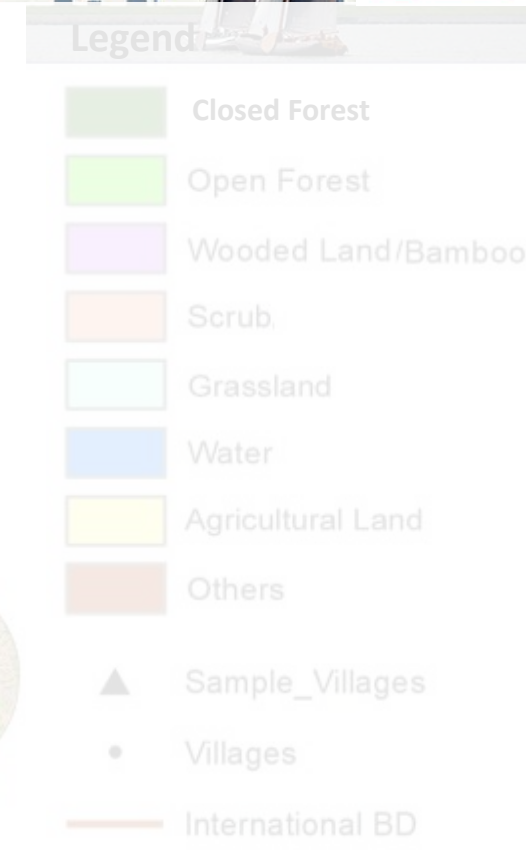 Legend
Closed Forest
Open Forest
Wooded Land/Bamboo
Scrub
Grassland
Water
Agricultural Land
Others
Sample_Villages
Villages
International BD